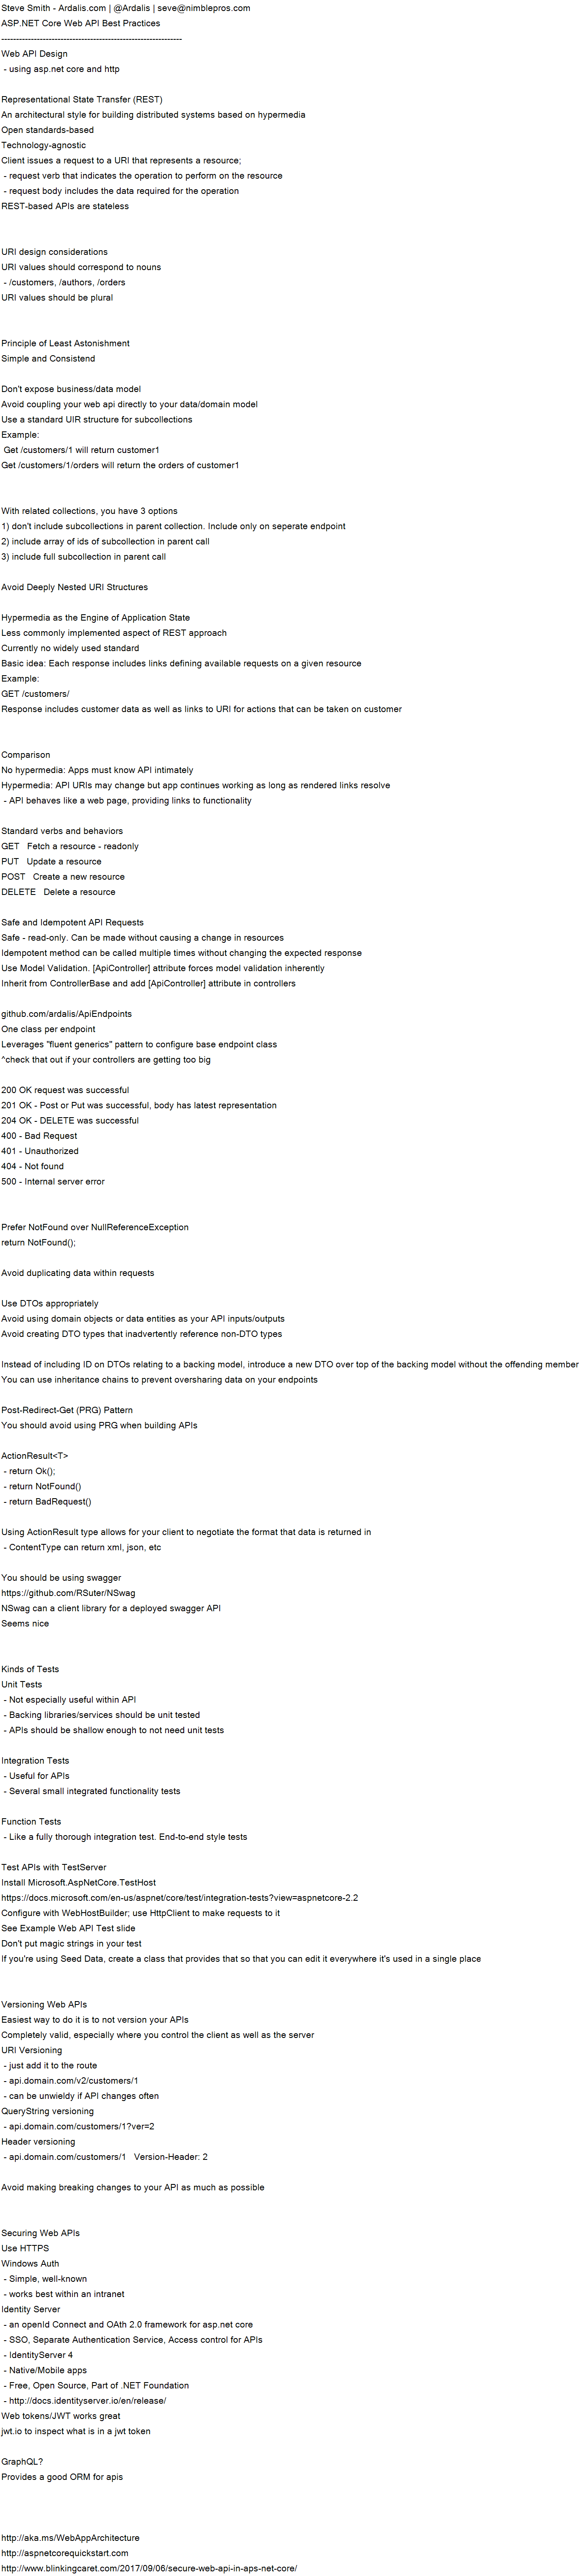 Steve Smith - Ardalis.com | @Ardalis | seve@nimblepros.com
ASP.NET Core Web API Best Practices
-------------------------------------------------------------
Web API Design
- using asp.net core and http
Representational State Transfer (REST)
An architectural style for building distributed systems based on hypermedia
Open standards-based
Technology-agnostic
Client issues a request to a URI that represents a resource;
- request verb that indicates the operation to perform on the resource
- request body includes the data required for the operation
REST-based APIs are stateless
URI design considerations
URI values should correspond to nouns
- /customers, /authors, /orders
URI values should be plural
Principle of Least Astonishment
Simple and Consistend
Don't expose business/data model
Avoid coupling your web api directly to your data/domain model
Use a standard UIR structure for subcollections
Example:
Get /customers/1 will return customer1
Get /customers/1/orders will return the orders of customer1
With related collections, you have 3 options
1) don't include subcollections in parent collection. Include only on seperate endpoint
2) include array of ids of subcollection in parent call
3) include full subcollection in parent call
Avoid Deeply Nested URI Structures
Hypermedia as the Engine of Application State
Less commonly implemented aspect of REST approach
Currently no widely used standard
Basic idea: Each response includes links defining available requests on a given resource
Example:
GET /customers/
Response includes customer data as well as links to URI for actions that can be taken on customer
Comparison
No hypermedia: Apps must know API intimately
Hypermedia: API URIs may change but app continues working as long as rendered links resolve
- API behaves like a web page, providing links to functionality
Standard verbs and behaviors
GET   Fetch a resource - readonly
PUT   Update a resource
POST   Create a new resource
DELETE   Delete a resource
Safe and Idempotent API Requests
Safe - read-only. Can be made without causing a change in resources
Idempotent method can be called multiple times without changing the expected response
Use Model Validation. [ApiController] attribute forces model validation inherently
Inherit from ControllerBase and add [ApiController] attribute in controllers
github.com/ardalis/ApiEndpoints
One class per endpoint
Leverages "fluent generics" pattern to configure base endpoint class
^check that out if your controllers are getting too big
200 OK request was successful
201 OK - Post or Put was successful, body has latest representation
204 OK - DELETE was successful
400 - Bad Request
401 - Unauthorized
404 - Not found
500 - Internal server error
Prefer NotFound over NullReferenceException
return NotFound();
Avoid duplicating data within requests
Use DTOs appropriately
Avoid using domain objects or data entities as your API inputs/outputs
Avoid creating DTO types that inadvertently reference non-DTO types
Instead of including ID on DTOs relating to a backing model, introduce a new DTO over top of the backing model without the offending member
You can use inheritance chains to prevent oversharing data on your endpoints
Post-Redirect-Get (PRG) Pattern
You should avoid using PRG when building APIs
ActionResult<T>
- return Ok();
- return NotFound()
- return BadRequest()
Using ActionResult type allows for your client to negotiate the format that data is returned in
- ContentType can return xml, json, etc
You should be using swagger
https://github.com/RSuter/NSwag
NSwag can a client library for a deployed swagger API
Seems nice
Kinds of Tests
Unit Tests
- Not especially useful within API
- Backing libraries/services should be unit tested
- APIs should be shallow enough to not need unit tests
Integration Tests
- Useful for APIs
- Several small integrated functionality tests
Function Tests
- Like a fully thorough integration test. End-to-end style tests
Test APIs with TestServer
Install Microsoft.AspNetCore.TestHost
https://docs.microsoft.com/en-us/aspnet/core/test/integration-tests?view=aspnetcore-2.2
Configure with WebHostBuilder; use HttpClient to make requests to it
See Example Web API Test slide
Don't put magic strings in your test
If you're using Seed Data, create a class that provides that so that you can edit it everywhere it's used in a single place
Versioning Web APIs
Easiest way to do it is to not version your APIs
Completely valid, especially where you control the client as well as the server
URI Versioning
- just add it to the route
- api.domain.com/v2/customers/1
- can be unwieldy if API changes often
QueryString versioning
- api.domain.com/customers/1?ver=2
Header versioning
- api.domain.com/customers/1   Version-Header: 2
Avoid making breaking changes to your API as much as possible
Securing Web APIs
Use HTTPS
Windows Auth
- Simple, well-known
- works best within an intranet
Identity Server
- an openId Connect and OAth 2.0 framework for asp.net core
- SSO, Separate Authentication Service, Access control for APIs
- IdentityServer 4
- Native/Mobile apps
- Free, Open Source, Part of .NET Foundation
- http://docs.identityserver.io/en/release/
Web tokens/JWT works great
jwt.io to inspect what is in a jwt token
GraphQL?
Provides a good ORM for apis
http://aka.ms/WebAppArchitecture
http://aspnetcorequickstart.com
http://www.blinkingcaret.com/2017/09/06/secure-web-api-in-aps-net-core/